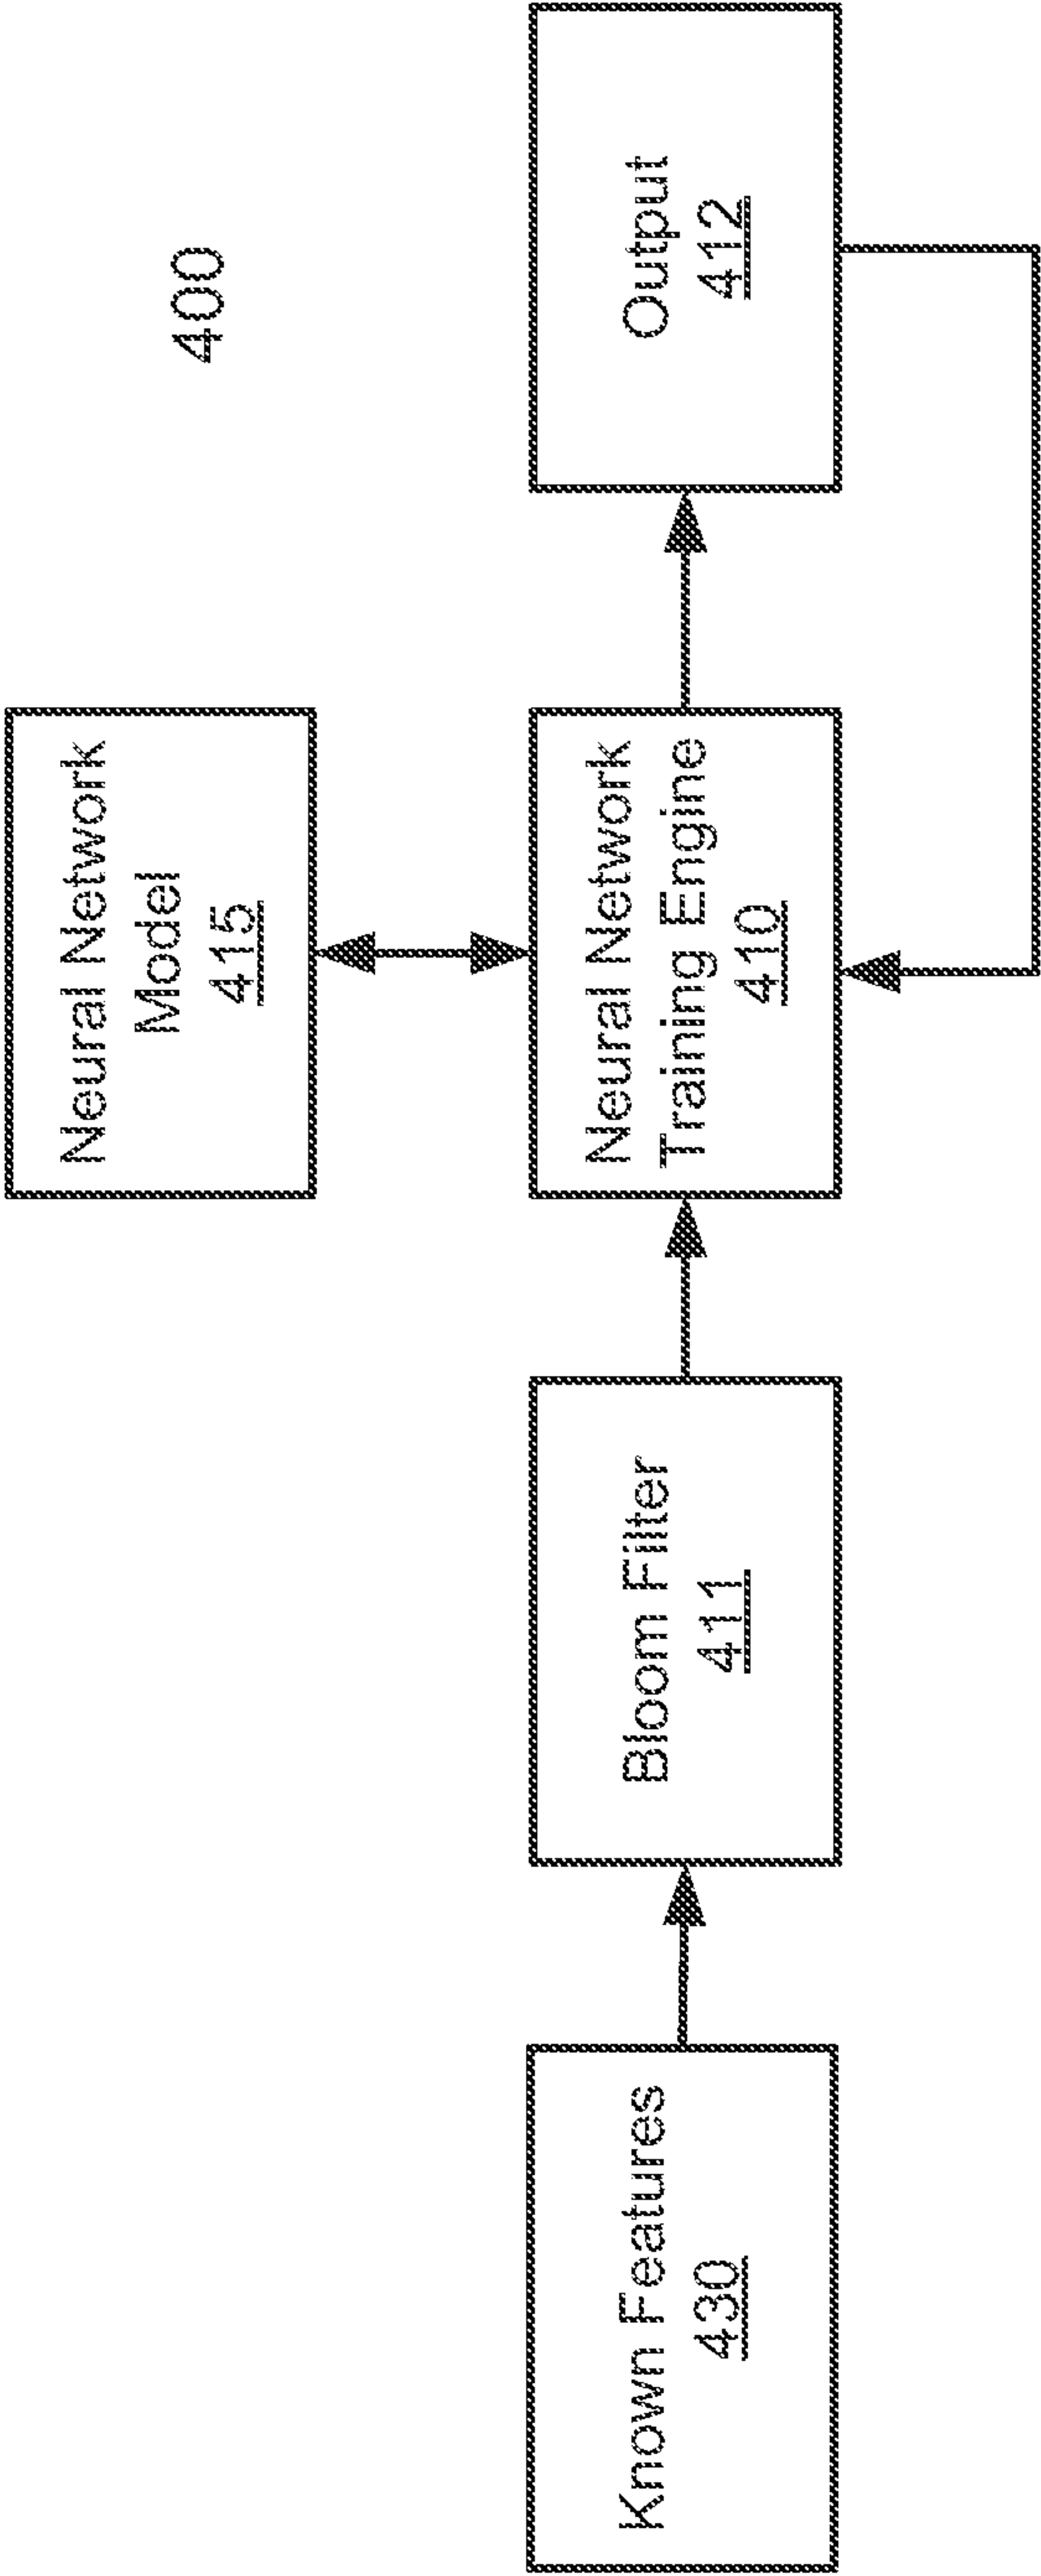 400
Neural Network
Model
415
Known Features
430
Bloom Filter
411
Neural Network
Training Engine
410
Output
412